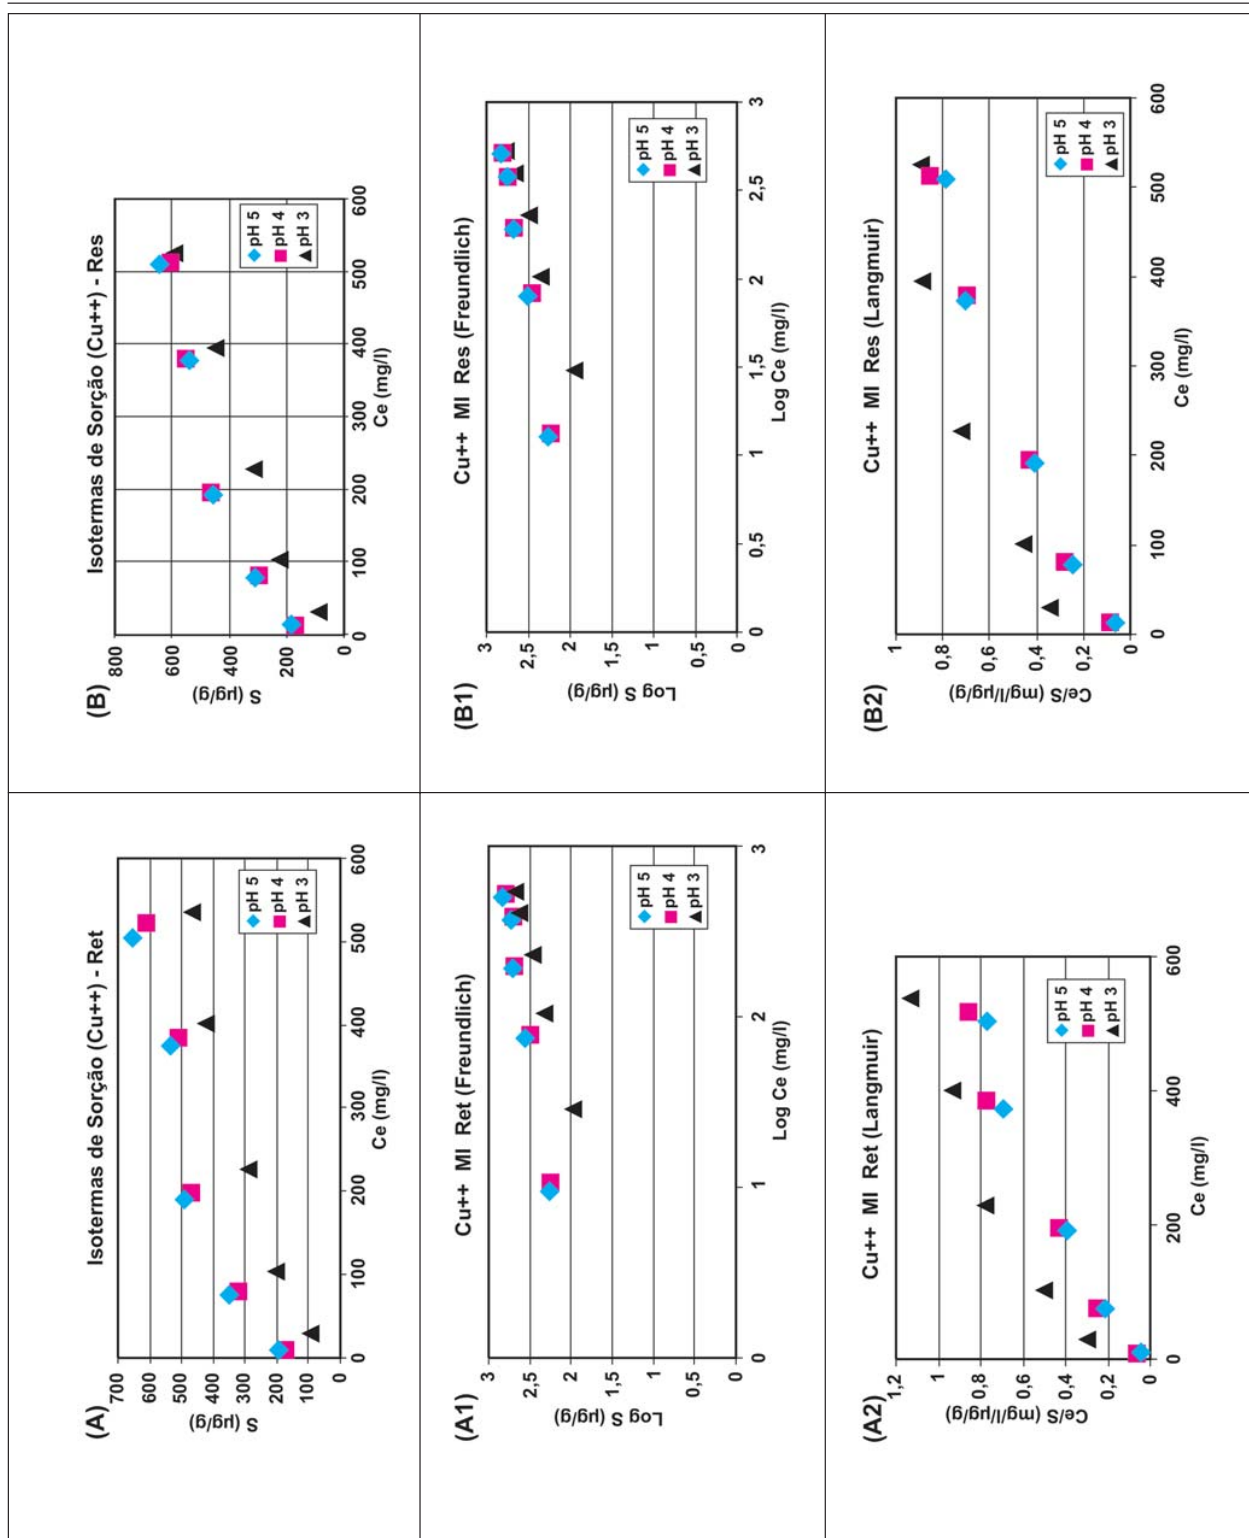 (A)
Isotermas de Sorção (Cu++) - Ret
S (µg/g)
700
600
500
400
300
200
100
0
0
100
200
300
400
500
600
Ce (mg/l)
pH 5
pH 4
pH 3
(B)
Isotermas de Sorção (Cu++) - Res
S (µg/g)
800
600
400
200
0
0
100
200
300
400
500
600
Ce (mg/l)
pH 5
pH 4
pH 3
(A1)
Cu++ MI Ret (Freundlich)
Log S (µg/g)
3
2,5
2
1,5
1
0,5
0
0
1
2
3
Log Ce (mg/l)
pH 5
pH 4
pH 3
(B1)
Cu++ MI Res (Freundlich)
Log S (µg/g)
3
2,5
2
1,5
1
0,5
0
0
0,5
1
1,5
2
2,5
3
Log Ce (mg/l)
pH 5
pH 4
pH 3
(A2)
Cu++ MI Ret (Langmuir)
Ce/S (mg/l/µg/g)
1,2
1
0,8
0,6
0,4
0,2
0
0
200
400
600
Ce (mg/l)
pH 5
pH 4
pH 3
(B2)
Cu++ MI Res (Langmuir)
Ce/S (mg/l/µg/g)
1
0,8
0,6
0,4
0,2
0
0
100
200
300
400
500
600
Ce (mg/l)
pH 5
pH 4
pH 3